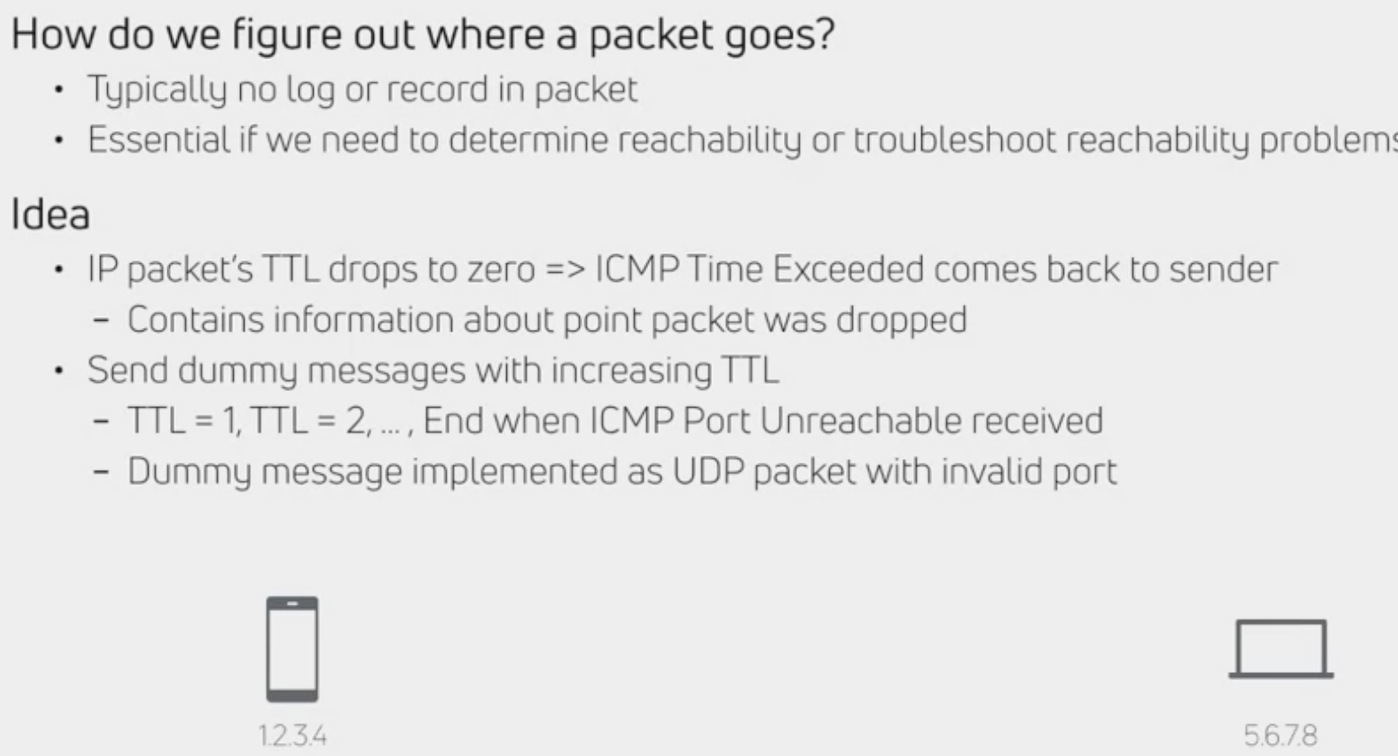 How do we figure out where a packet goes?
• Typically no log or record in packet
• Essential if we need to determine reachability or troubleshoot reachability problems
Idea
• IP packet's TTL drops to zero => ICMP Time Exceeded comes back to sender
– Contains information about point packet was dropped
• Send dummy messages with increasing TTL
– TTL = 1, TTL = 2, ... , End when ICMP Port Unreachable received
– Dummy message implemented as UDP packet with invalid port
1.2.3.4
5.6.7.8